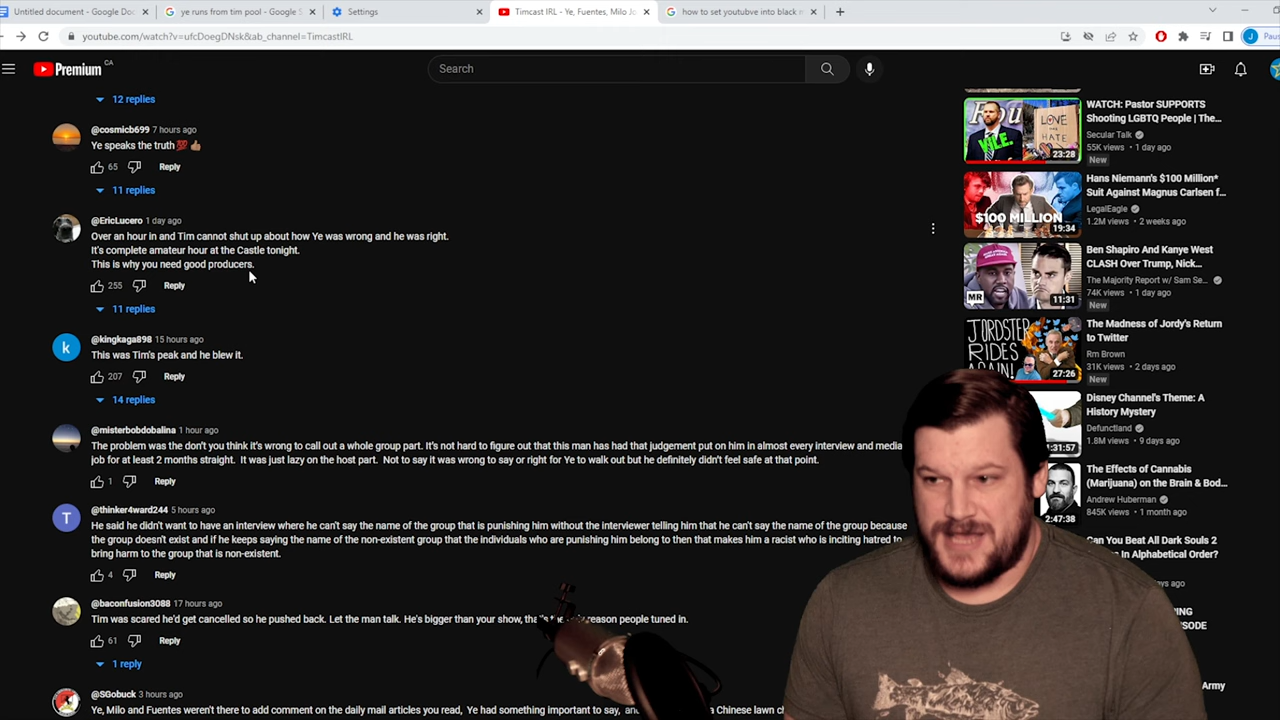 Untitled document - Google Doc
ye runs from tim pool - Google S
Settings
Timcast IRL - Ye, Fuentes, Milo Jo
how to set youtubve into black m
youtube.com/watch?v=ufcDoegDNsk&ab_channel=TimcastIRL
J
Paus
Premium CA
Search
12 replies
@cosmicb699 7 hours ago
Ye speaks the truth💯👍🏽
65 Reply
11 replies
@EricLucero 1 day ago
Over an hour in and Tim cannot shut up about how Ye was wrong and he was right.
It's complete amateur hour at the Castle tonight.
This is why you need good producers.
255 Reply
11 replies
@kingkaga898 15 hours ago
k
This was Tim's peak and he blew it.
207 Reply
14 replies
@misterbobdobalina 1 hour ago
The problem was the don't you think it's wrong to call out a whole group part. It's not hard to figure out that this man has had that judgement put on him in almost every interview and media
job for at least 2 months straight. It was just lazy on the host part. Not to say it was wrong to say or right for Ye to walk out but he definitely didn't feel safe at that point.
1 Reply
@thinker4ward244 5 hours ago
T
He said he didn't want to have an interview where he can't say the name of the group that is punishing him without the interviewer telling him that he can't say the name of the group because
the group doesn't exist and if he keeps saying the name of the non-existent group that the individuals who are punishing him belong to then that makes him a racist who is inciting hatred to
bring harm to the group that is non-existent.
4 Reply
@baconfusion3088 17 hours ago
Tim was scared he'd get cancelled so he pushed back. Let the man talk. He's bigger than your show, reason people tuned in.
61 Reply
1 reply
@SGobuck 3 hours ago
Ye, Milo and Fuentes weren't there to add comment on the daily mail articles you read, Ye had something important to say, a Chinese lawn
LOVE
HATE
WLE.
23:28
WATCH: Pastor SUPPORTS
Shooting LGBTQ People | The...
Secular Talk
55K views • 1 day ago
New
$100 MILLION
19:34
Hans Niemann's $100 Million*
Suit Against Magnus Carlsen f...
LegalEagle
1.2M views • 2 weeks ago
MR
11:31
Ben Shapiro And Kanye West
CLASH Over Trump, Nick...
The Majority Report w/ Sam Se...
74K views • 1 day ago
New
JORDSTER
RIDES
AGAIN!
27:26
The Madness of Jordy's Return
to Twitter
Rm Brown
31K views • 2 days ago
New
:31:57
Disney Channel's Theme: A
History Mystery
Defunctland
1.8M views • 9 days ago
2:47:38
The Effects of Cannabis
(Marijuana) on the Brain & Bod...
Andrew Huberman
845K views • 1 month ago
Can You Beat All Dark Souls 2
in Alphabetical Order?
days ago
Army